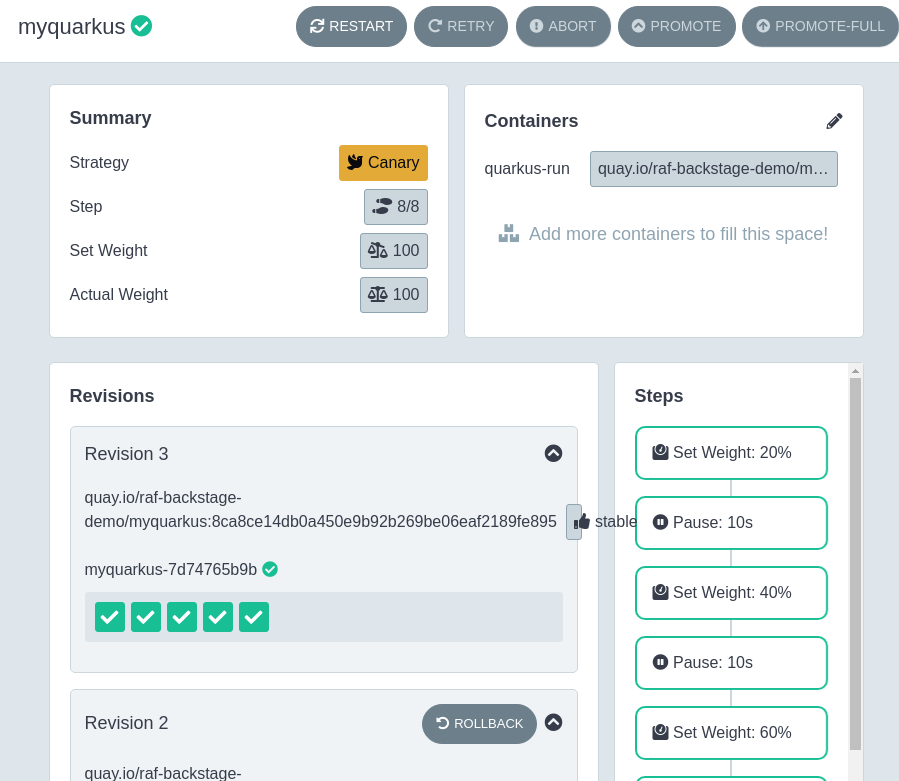 myquarkus
RESTART
RETRY
ABORT
PROMOTE
PROMOTE-FULL
Summary
Strategy
Canary
Step
8/8
Set Weight
100
Actual Weight
100
Containers
quarkus-run
quay.io/raf-backstage-demo/m…
Add more containers to fill this space!
Revisions
Revision 3
quay.io/raf-backstage-
demo/myquarkus:8ca8ce14db0a450e9b92b269be06eaf2189fe895
stable
myquarkus-7d74765b9b
Revision 2
ROLLBACK
quay.io/raf-backstage-
Steps
Set Weight: 20%
Pause: 10s
Set Weight: 40%
Pause: 10s
Set Weight: 60%